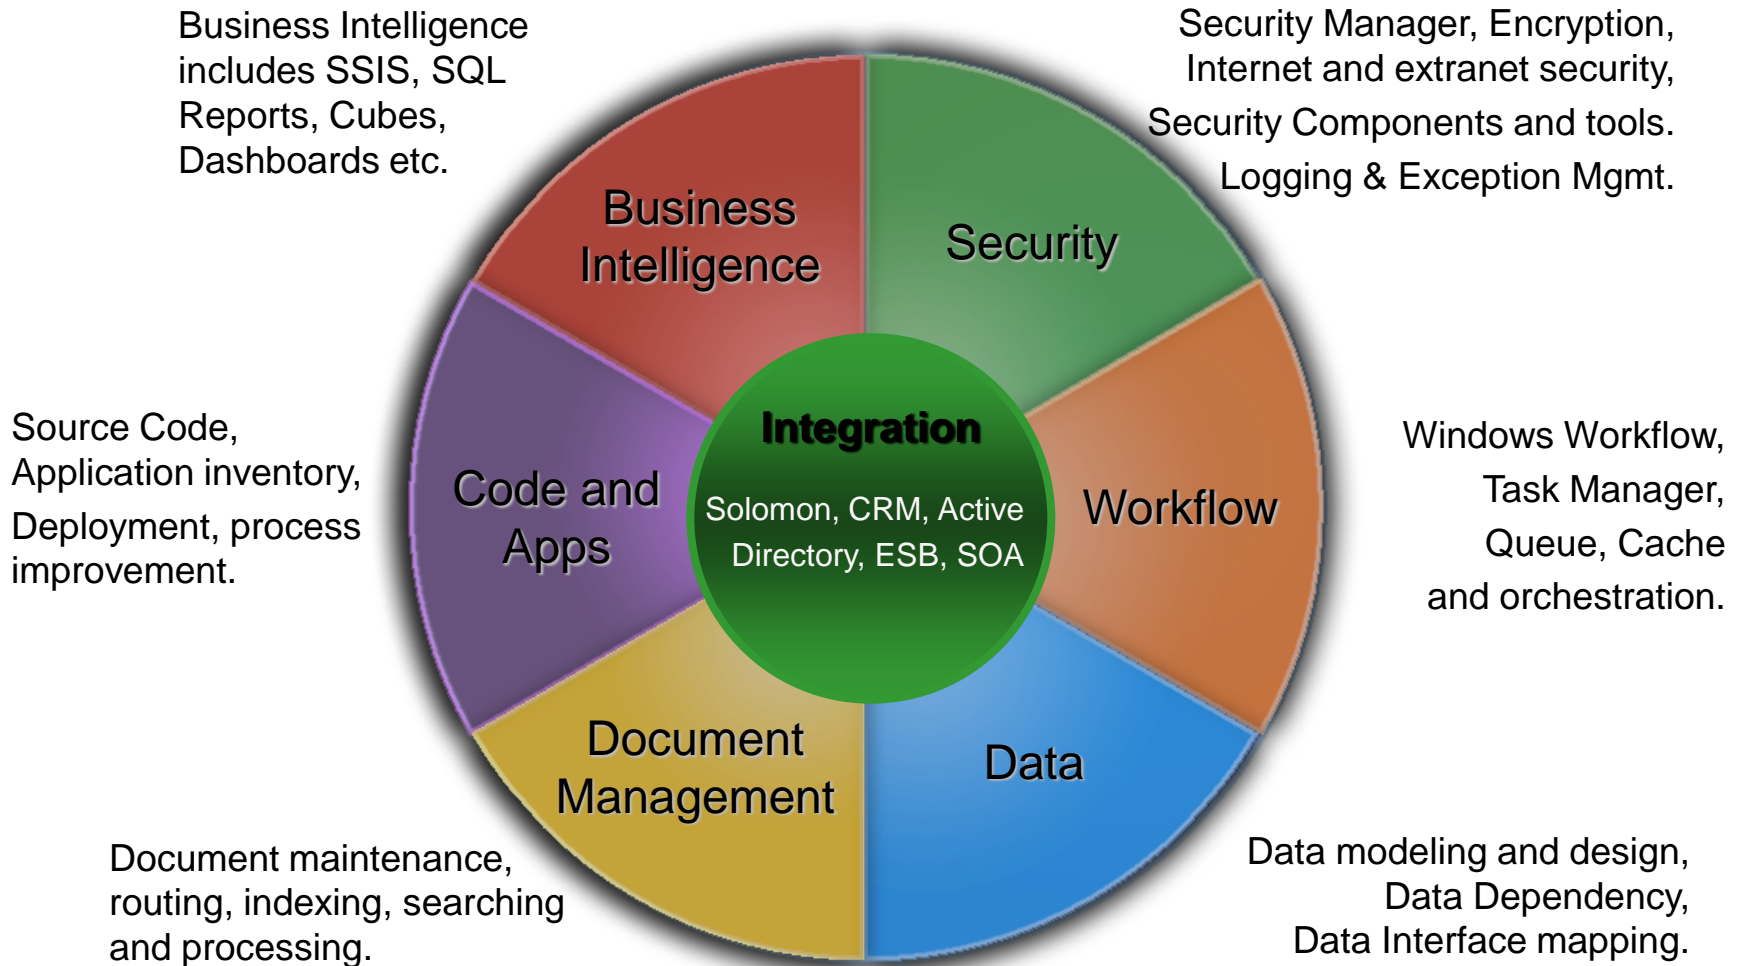 Business Intelligence
includes SSIS, SQL
Reports, Cubes,
Dashboards etc.
Security Manager, Encryption,
Internet and extranet security,
Security Components and tools.
Logging & Exception Mgmt.
Business
Intelligence
Security
Source Code,
Application inventory,
Deployment, process
improvement.
Code and
Apps
Integration
Solomon, CRM, Active
Directory, ESB, SOA
Workflow
Windows Workflow,
Task Manager,
Queue, Cache
and orchestration.
Document
Management
Data
Document maintenance,
routing, indexing, searching
and processing.
Data modeling and design,
Data Dependency,
Data Interface mapping.